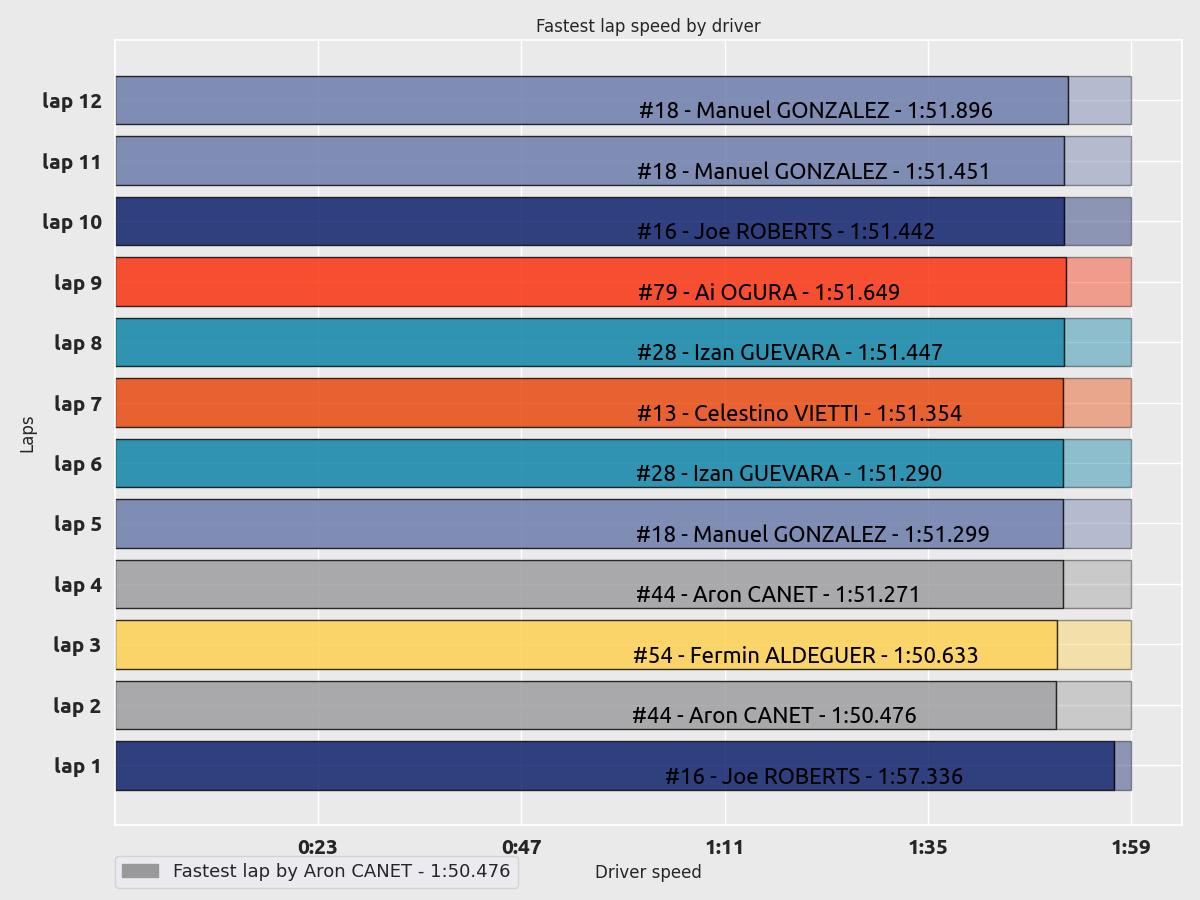 Fastest lap speed by driver
lap 12
#18 - Manuel GONZALEZ - 1:51.896
lap 11
#18 - Manuel GONZALEZ - 1:51.451
lap 10
#16 - Joe ROBERTS - 1:51.442
lap 9
#79 - Ai OGURA - 1:51.649
lap 8
#28 - Izan GUEVARA - 1:51.447
lap 7
#13 - Celestino VIETTI - 1:51.354
lap 6
#28 - Izan GUEVARA - 1:51.290
lap 5
#18 - Manuel GONZALEZ - 1:51.299
lap 4
#44 - Aron CANET - 1:51.271
lap 3
#54 - Fermin ALDEGUER - 1:50.633
lap 2
#44 - Aron CANET - 1:50.476
lap 1
#16 - Joe ROBERTS - 1:57.336
Laps
0:23 0:47 1:11 1:35 1:59
Driver speed
Fastest lap by Aron CANET - 1:50.476